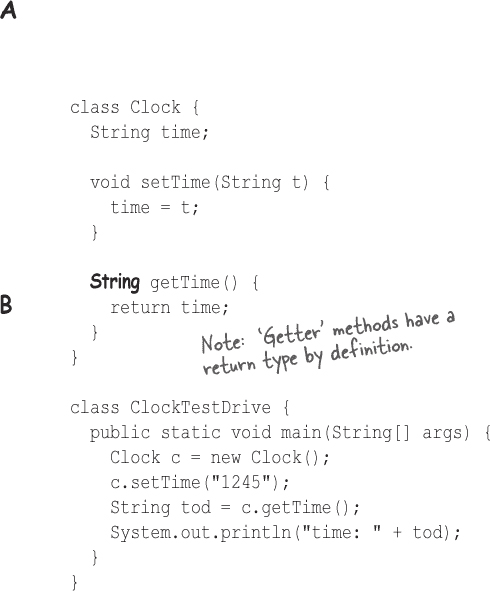 A
class Clock {
String time;
void setTime(String t) {
time = t;
}
String getTime() {
B
return time;
}
}
Note: ‘Getter’ methods have a
return type by definition.
class ClockTestDrive {
public static void main(String[] args) {
Clock c = new Clock();
c.setTime("1245");
String tod = c.getTime();
System.out.println("time: " + tod);
}
}